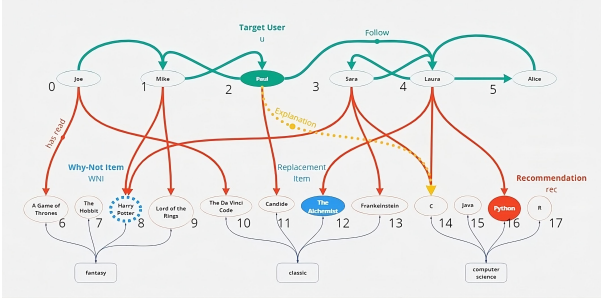 Target User
u
Follow
Joe
Mike
Paul
Sara
Laura
Alice
0
1
2
3
4
5
has read
Explanation
Why-Not Item
WNI
Replacement
Item
Recommendation
rec
A Game of
Thrones
The
Hobbit
Harry
Potter
Lord of the
Rings
The Da Vinci
Code
Candide
The
Alchemist
Frankeinstein
C
Java
Python
R
6
7
8
9
10
11
12
13
14
15
16
17
fantasy
classic
computer
science